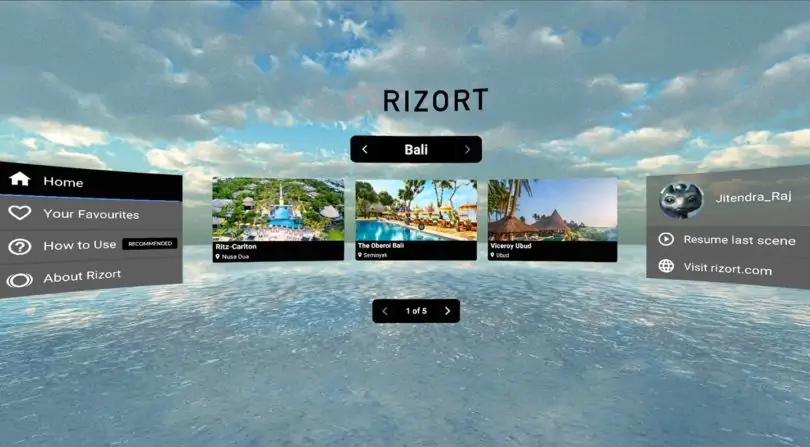 RIZORT
Bali
Home
Your Favourites
How to Use RECOMMENDED
About Rizort
Ritz-Carlton
Nusa Dua
The Oberoi Bali
Seminyak
Viceroy Ubud
Ubud
1 of 5
Jitendra_Raj
Resume last scene
Visit rizort.com